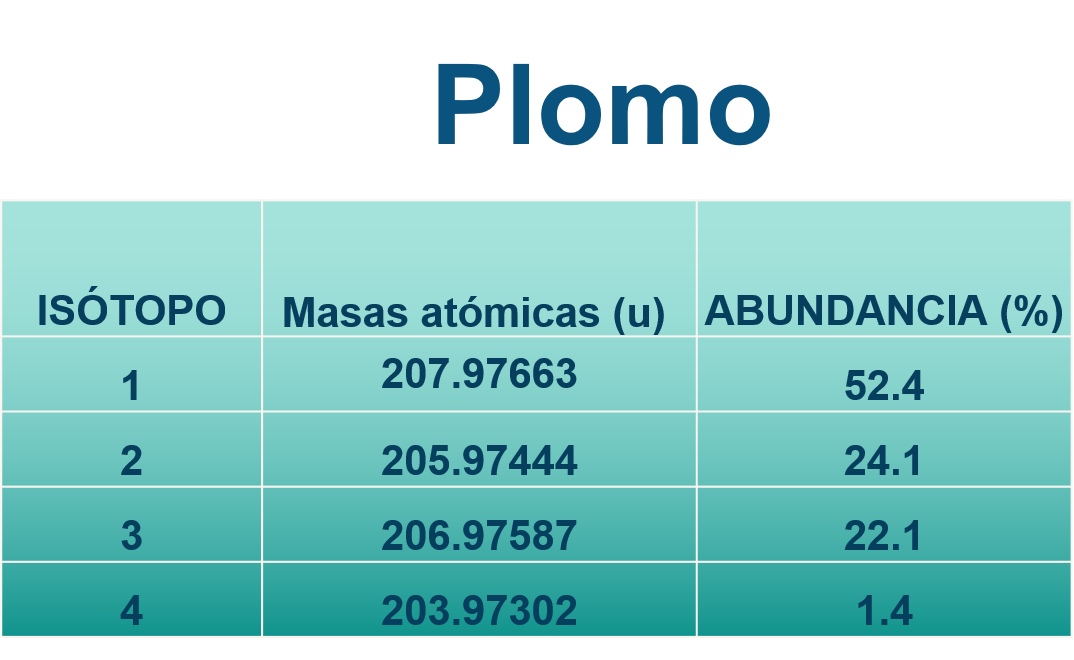 Plomo
ISÓTOPO Masas atómicas (u) ABUNDANCIA (%)
1 207.97663 52.4
2 205.97444 24.1
3 206.97587 22.1
4 203.97302 1.4